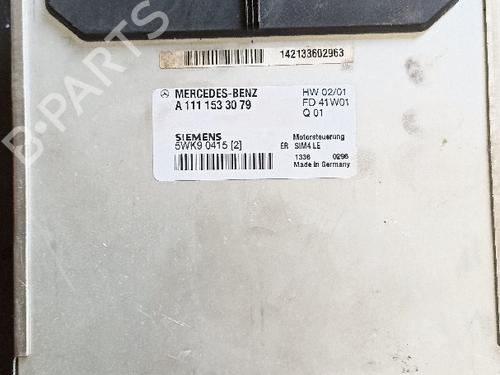 142133602963
MERCEDES-BENZ HW 02/01
A 111 153 30 79 FD 41W01
Q 01
SIEMENS Motorsteuerung
5WK9 0415 [2] ER SIM4 LE
1336 0296
Made in Germany
B-PARTS